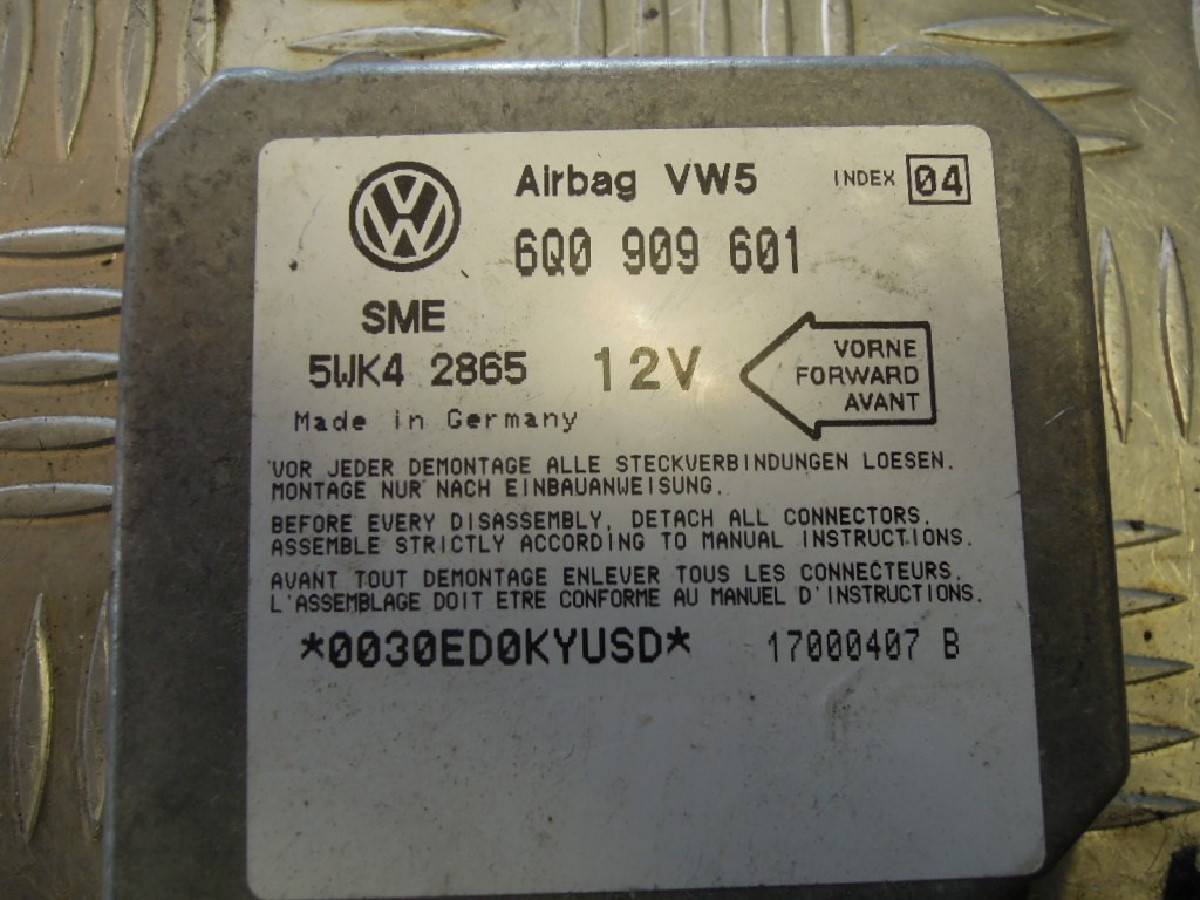 Airbag VW5 INDEX 04
6Q0 909 601
SME
5WK4 2865 12V
VORNE
FORWARD
AVANT
Made in Germany
VOR JEDER DEMONTAGE ALLE STECKVERBINDUNGEN LOESEN.
MONTAGE NUR NACH EINBAUANWEISUNG.
BEFORE EVERY DISASSEMBLY, DETACH ALL CONNECTORS.
ASSEMBLE STRICTLY ACCORDING TO MANUAL INSTRUCTIONS.
AVANT TOUT DEMONTAGE ENLEVER TOUS LES CONNECTEURS.
L'ASSEMBLAGE DOIT ETRE CONFORME AU MANUEL D'INSTRUCTIONS.
*0030ED0KYUSD* 17000407 B